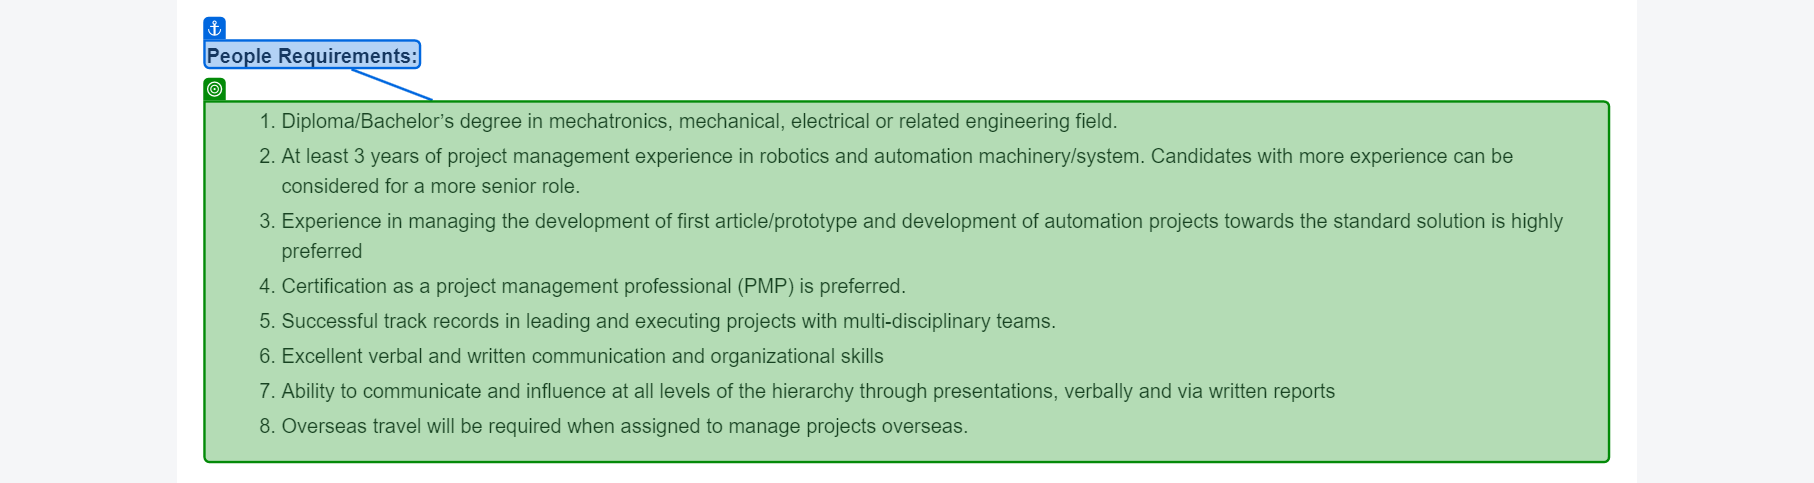 People Requirements:
1. Diploma/Bachelor’s degree in mechatronics, mechanical, electrical or related engineering field.
2. At least 3 years of project management experience in robotics and automation machinery/system. Candidates with more experience can be
considered for a more senior role.
3. Experience in managing the development of first article/prototype and development of automation projects towards the standard solution is highly
preferred
4. Certification as a project management professional (PMP) is preferred.
5. Successful track records in leading and executing projects with multi-disciplinary teams.
6. Excellent verbal and written communication and organizational skills
7. Ability to communicate and influence at all levels of the hierarchy through presentations, verbally and via written reports
8. Overseas travel will be required when assigned to manage projects overseas.